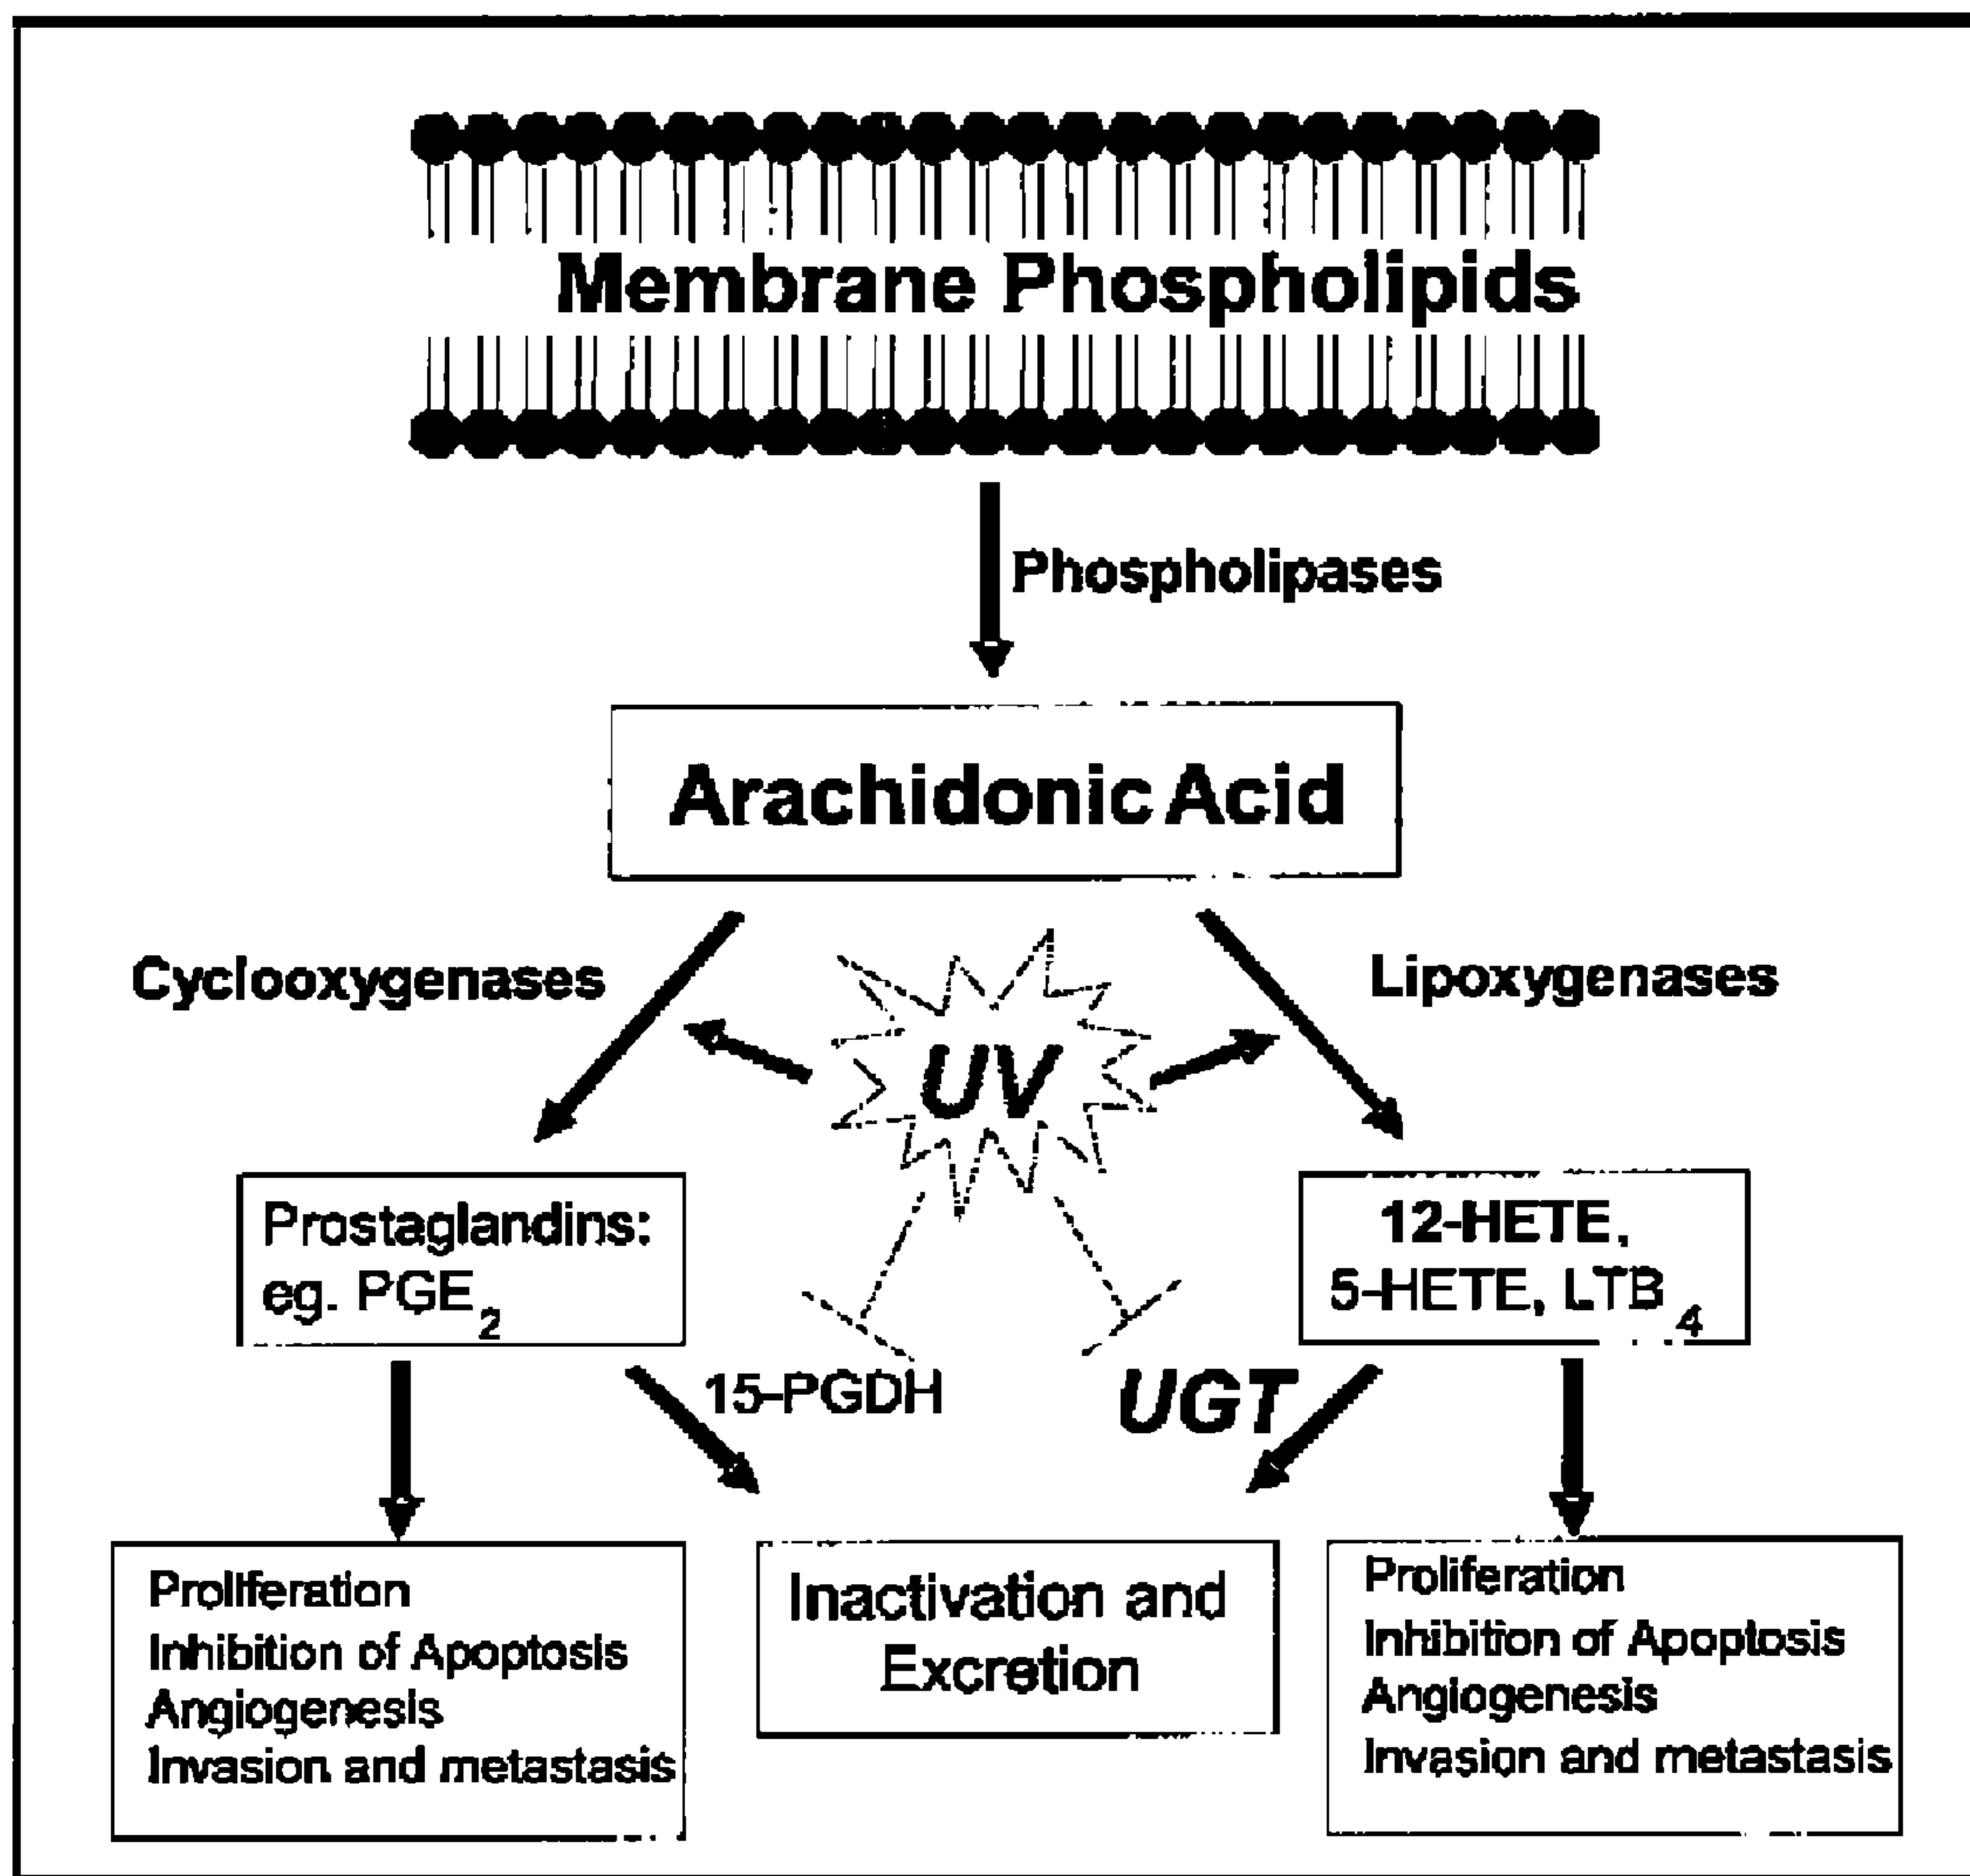 Membrane Phospholipids
Phospholipases
Arachidonic Acid
Cyclooxygenases
Lipoxygenases
UV
Prostaglandins:
eg. PGE2
12-HETE,
5-HETE, LTB4
15-PGDH
UGT
Proliferation
Inhibition of Apoptosis
Angiogenesis
Invasion and metastasis
Inactivation and
Excretion
Proliferation
Inhibition of Apoptosis
Angiogenesis
Invasion and metastasis